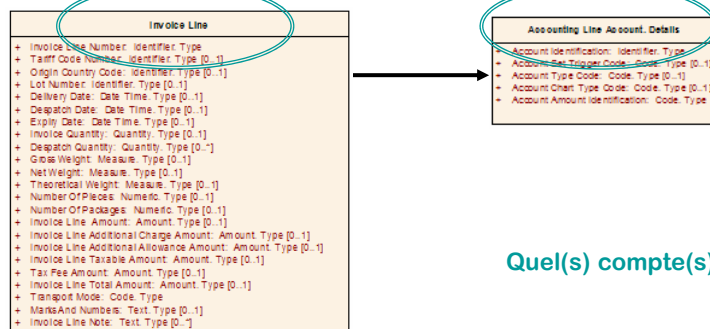 Invoice Line
+ Invoice Line Number: Identifier. Type
+ Tariff Code Number: Identifier. Type [0..1]
+ Origin Country Code: Identifier. Type [0..1]
+ Lot Number: Identifier. Type [0..1]
+ Delivery Date: Date Time. Type [0..1]
+ Despatch Date: Date Time. Type [0..1]
+ Expiry Date: Date Time. Type [0..1]
+ Invoice Quantity: Quantity. Type [0..1]
+ Despatch Quantity: Quantity. Type [0..*]
+ Gross Weight: Measure. Type [0..1]
+ Net Weight: Measure. Type [0..1]
+ Theoretical Weight: Measure. Type [0..1]
+ Number Of Pieces: Numeric. Type [0..1]
+ Number Of Packages: Numeric. Type [0..1]
+ Invoice Line Amount: Amount. Type [0..1]
+ Invoice Line Additional Charge Amount: Amount. Type [0..1]
+ Invoice Line Additional Allowance Amount: Amount. Type [0..1]
+ Invoice Line Taxable Amount: Amount. Type [0..1]
+ Tax Fee Amount: Amount. Type [0..1]
+ Invoice Line Total Amount: Amount. Type [0..1]
+ Transport Mode: Code. Type
+ MarksAnd Numbers: Text. Type [0..1]
+ Invoice Line Note: Text. Type [0..*]
Accounting Line Account. Details
+ Account Identification: Identifier. Type
+ Account Set Trigger Code: Code. Type [0..1]
+ Account Type Code: Code. Type [0..1]
+ Account Chart Type Code: Code. Type [0..1]
+ Account Amount Identification: Code. Type
Quel(s) compte(s)